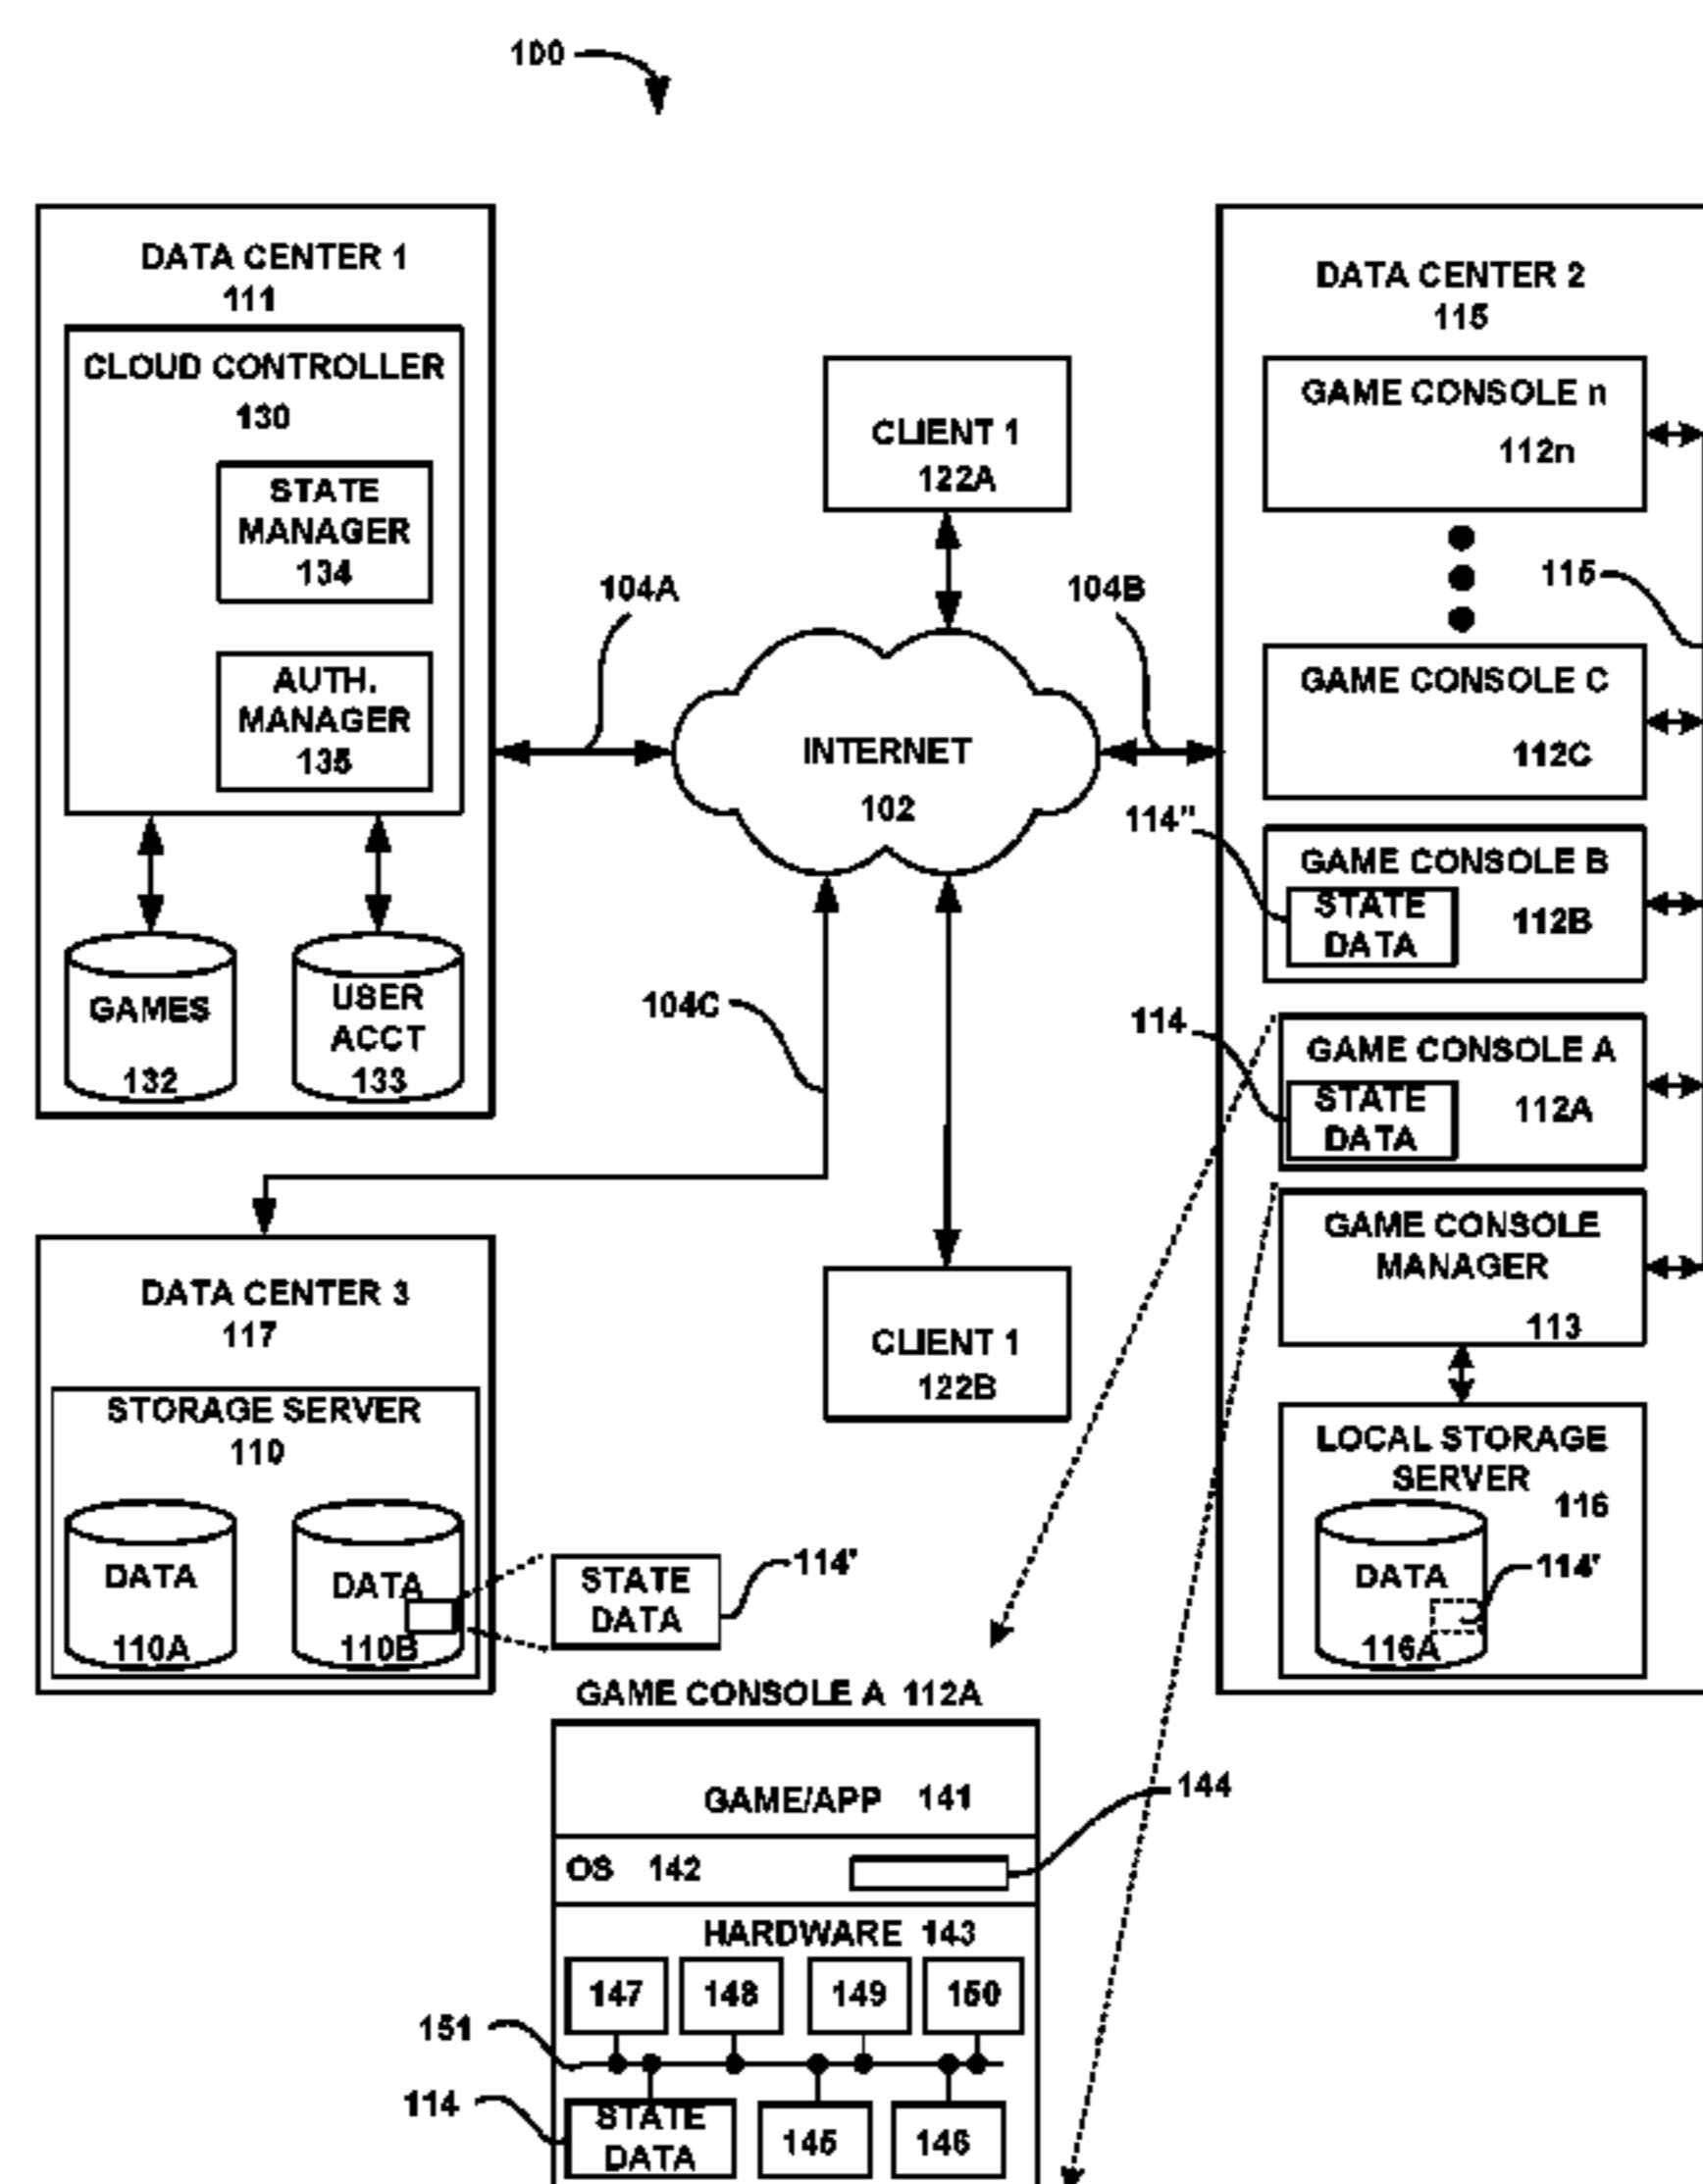 100
DATA CENTER 1
111
CLOUD CONTROLLER
130
STATE
MANAGER
134
AUTH.
MANAGER
135
GAMES
132
USER
ACCT
133
104A
CLIENT 1
122A
INTERNET
102
104B
104C
CLIENT 1
122B
DATA CENTER 2
115
GAME CONSOLE n
112n
115
GAME CONSOLE C
112C
114"
GAME CONSOLE B
STATE
DATA
112B
114
GAME CONSOLE A
STATE
DATA
112A
GAME CONSOLE
MANAGER
113
LOCAL STORAGE
SERVER
116
DATA
116A
114'
DATA CENTER 3
117
STORAGE SERVER
110
DATA
110A
DATA
110B
STATE
DATA
114'
GAME CONSOLE A 112A
GAME/APP 141
OS 142
144
HARDWARE 143
147 148 149 150
151
114
STATE
DATA
145 146